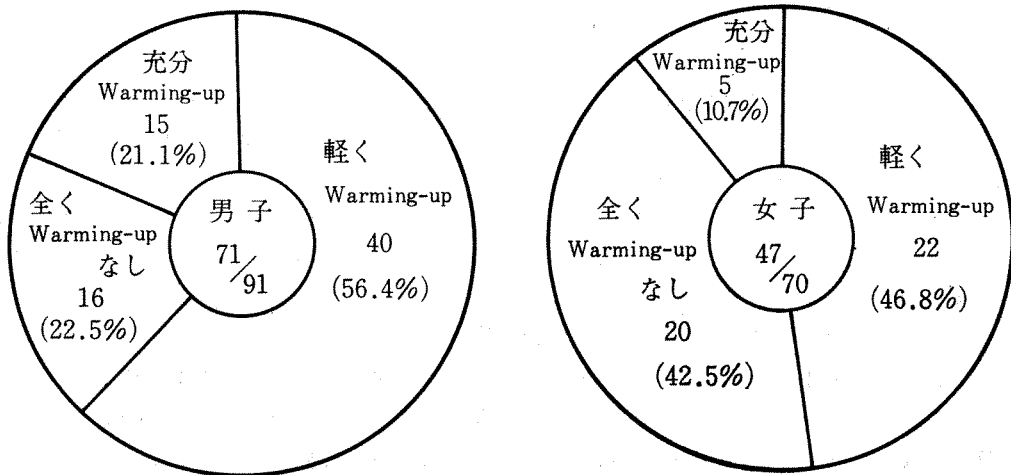 充分
Warming-up
15
(21.1%)
軽く
Warming-up
40
(56.4%)
全く
Warming-up
なし
16
(22.5%)
男子
71/91
充分
Warming-up
5
(10.7%)
軽く
Warming-up
22
(46.8%)
全く
Warming-up
なし
20
(42.5%)
女子
47/70